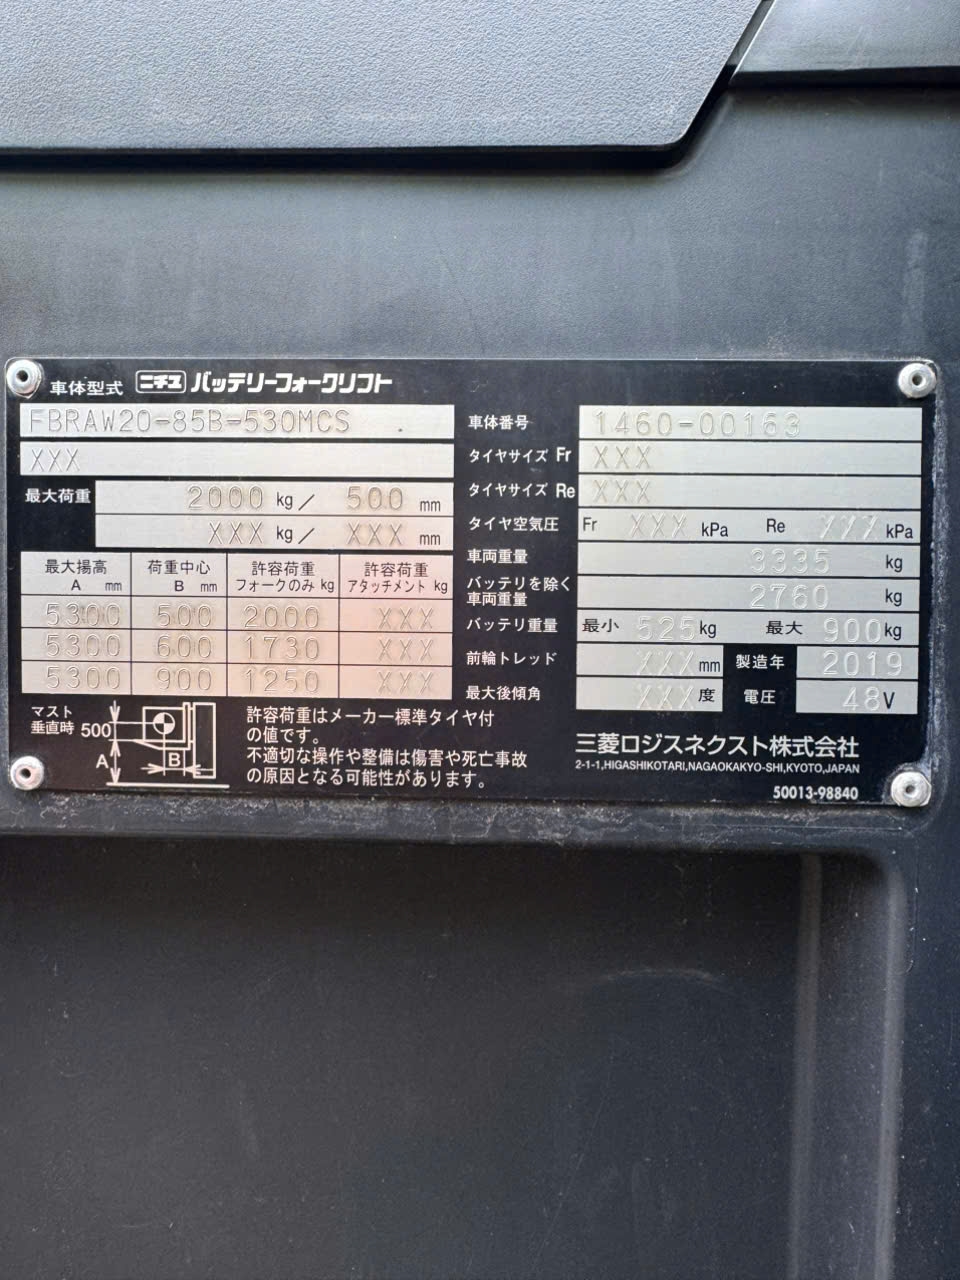 車体型式 ニチユ バッテリーフォークリフト
FBRAW20-85B-530MCS
XXX
最大荷重 2000 kg／ 500 mm
XXX kg／ XXX mm
最大揚高 A mm 荷重中心 B mm 許容荷重 フォークのみ kg 許容荷重 アタッチメント kg
5300 500 2000 XXX
5300 600 1730 XXX
5300 900 1250 XXX
マスト垂直時 500 A B
許容荷重はメーカー標準タイヤ付
の値です。
不適切な操作や整備は傷害や死亡事故
の原因となる可能性があります。
車体番号 1460-00163
タイヤサイズ Fr XXX
タイヤサイズ Re XXX
タイヤ空気圧 Fr XXX kPa Re XXX kPa
車両重量 3335 kg
バッテリを除く
車両重量 2760 kg
バッテリ重量 最小 525 kg 最大 900 kg
前輪トレッド XXX mm 製造年 2019
最大後傾角 XXX 度 電圧 48 V
三菱ロジスネクスト株式会社
2-1-1,HIGASHIKOTARI,NAGAOKAKYO-SHI,KYOTO,JAPAN
50013-98840